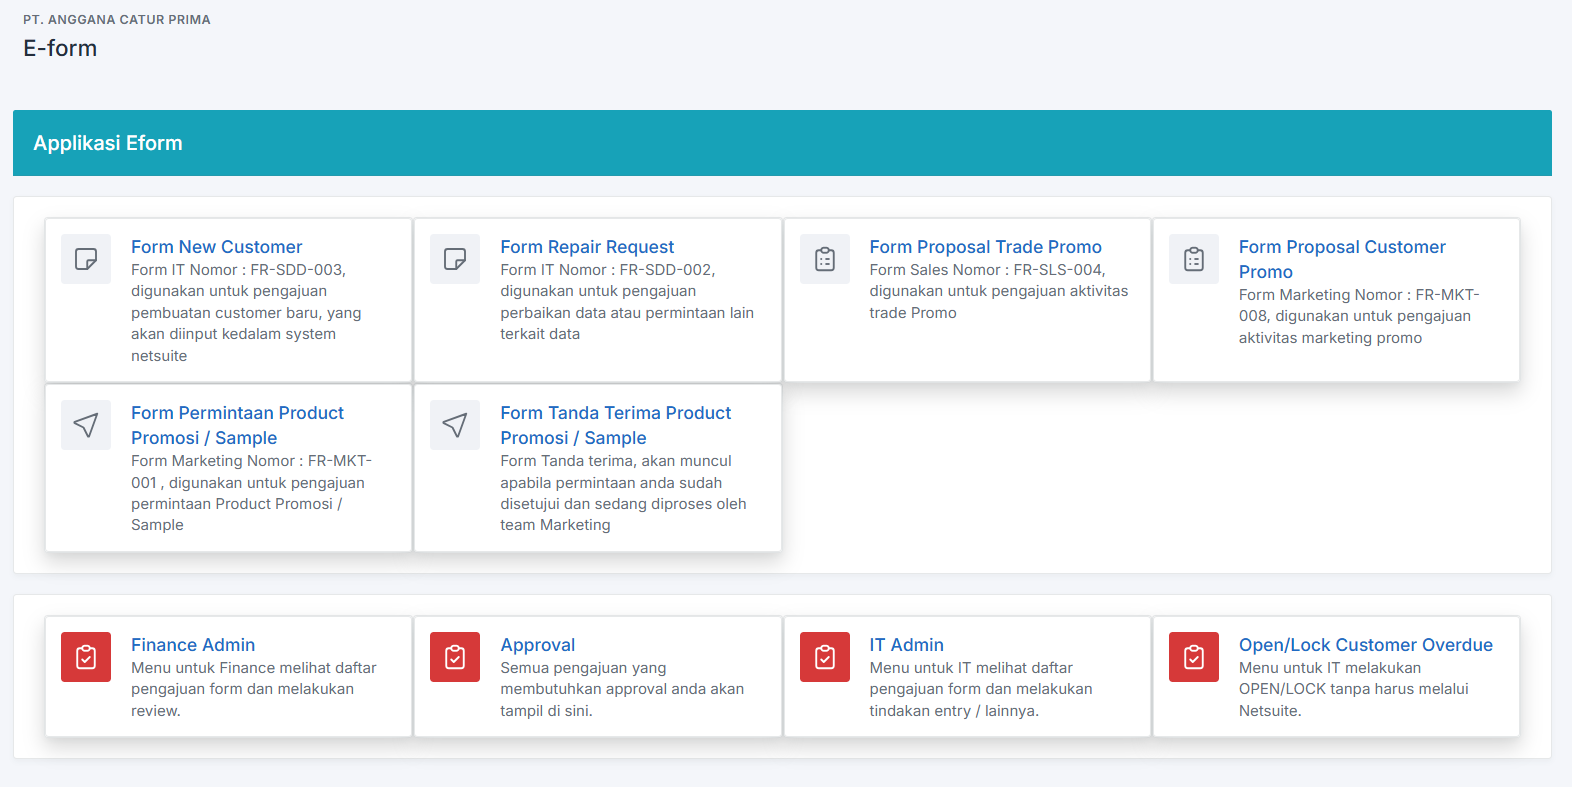 PT. ANGGANA CATUR PRIMA
E-form
Applikasi Eform
Form New Customer
Form IT Nomor : FR-SDD-003,
digunakan untuk pengajuan
pembuatan customer baru, yang
akan diinput kedalam system
netsuite
Form Repair Request
Form IT Nomor : FR-SDD-002,
digunakan untuk pengajuan
perbaikan data atau permintaan lain
terkait data
Form Proposal Trade Promo
Form Sales Nomor : FR-SLS-004,
digunakan untuk pengajuan aktivitas
trade Promo
Form Proposal Customer
Promo
Form Marketing Nomor : FR-MKT-
008, digunakan untuk pengajuan
aktivitas marketing promo
Form Permintaan Product
Promosi / Sample
Form Marketing Nomor : FR-MKT-
001 , digunakan untuk pengajuan
permintaan Product Promosi /
Sample
Form Tanda Terima Product
Promosi / Sample
Form Tanda terima, akan muncul
apabila permintaan anda sudah
disetujui dan sedang diproses oleh
team Marketing
Finance Admin
Menu untuk Finance melihat daftar
pengajuan form dan melakukan
review.
Approval
Semua pengajuan yang
membutuhkan approval anda akan
tampil di sini.
IT Admin
Menu untuk IT melihat daftar
pengajuan form dan melakukan
tindakan entry / lainnya.
Open/Lock Customer Overdue
Menu untuk IT melakukan
OPEN/LOCK tanpa harus melalui
Netsuite.